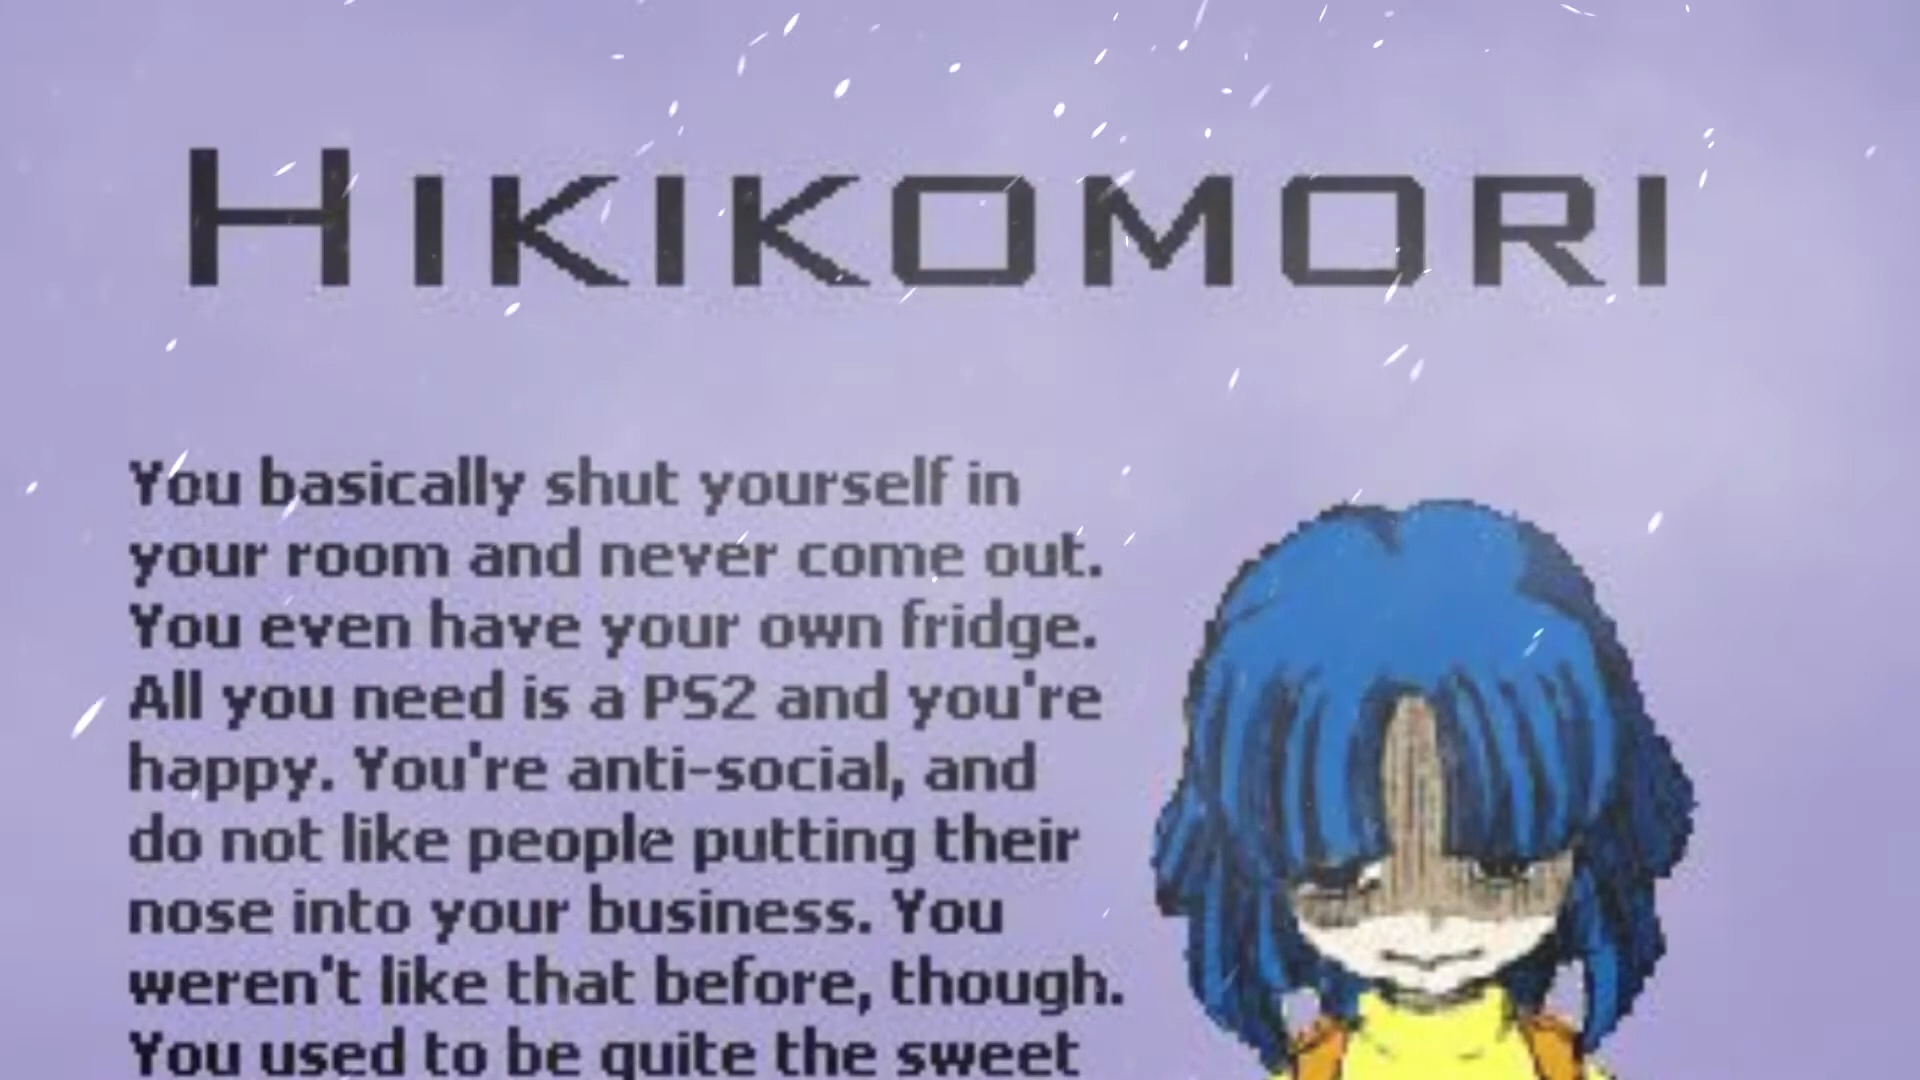 HIKIKOMORI
You basically shut yourself in
your room and never come out.
You even have your own fridge.
All you need is a PS2 and you're
happy. You're anti-social, and
do not like people putting their
nose into your business. You
weren't like that before, though.
You used to be quite the sweet